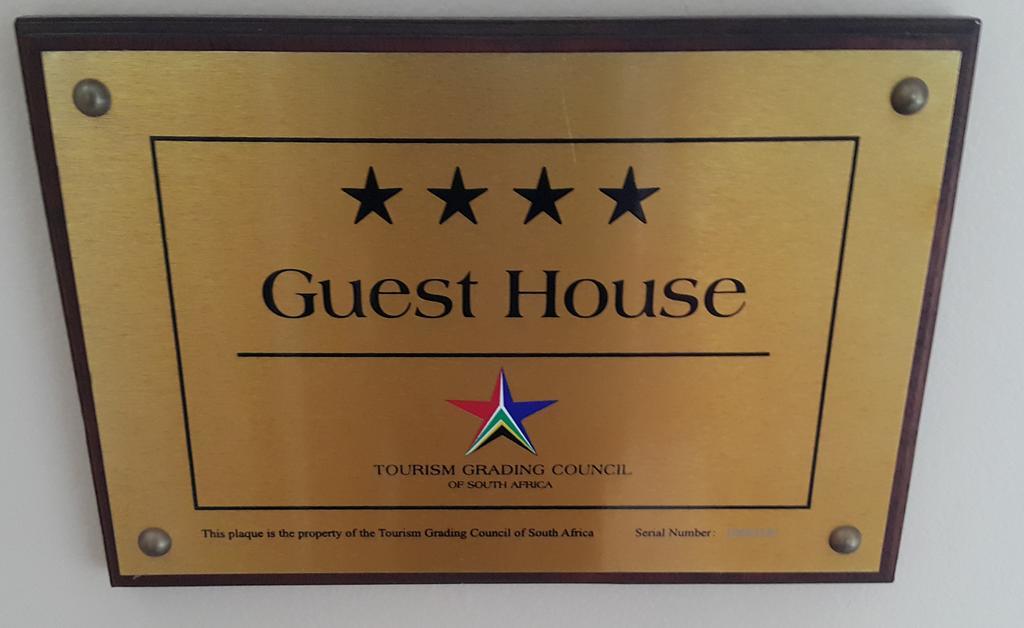 Guest House
TOURISM GRADING COUNCIL
OF SOUTH AFRICA
This plaque is the property of the Tourism Grading Council of South Africa Serial Number: